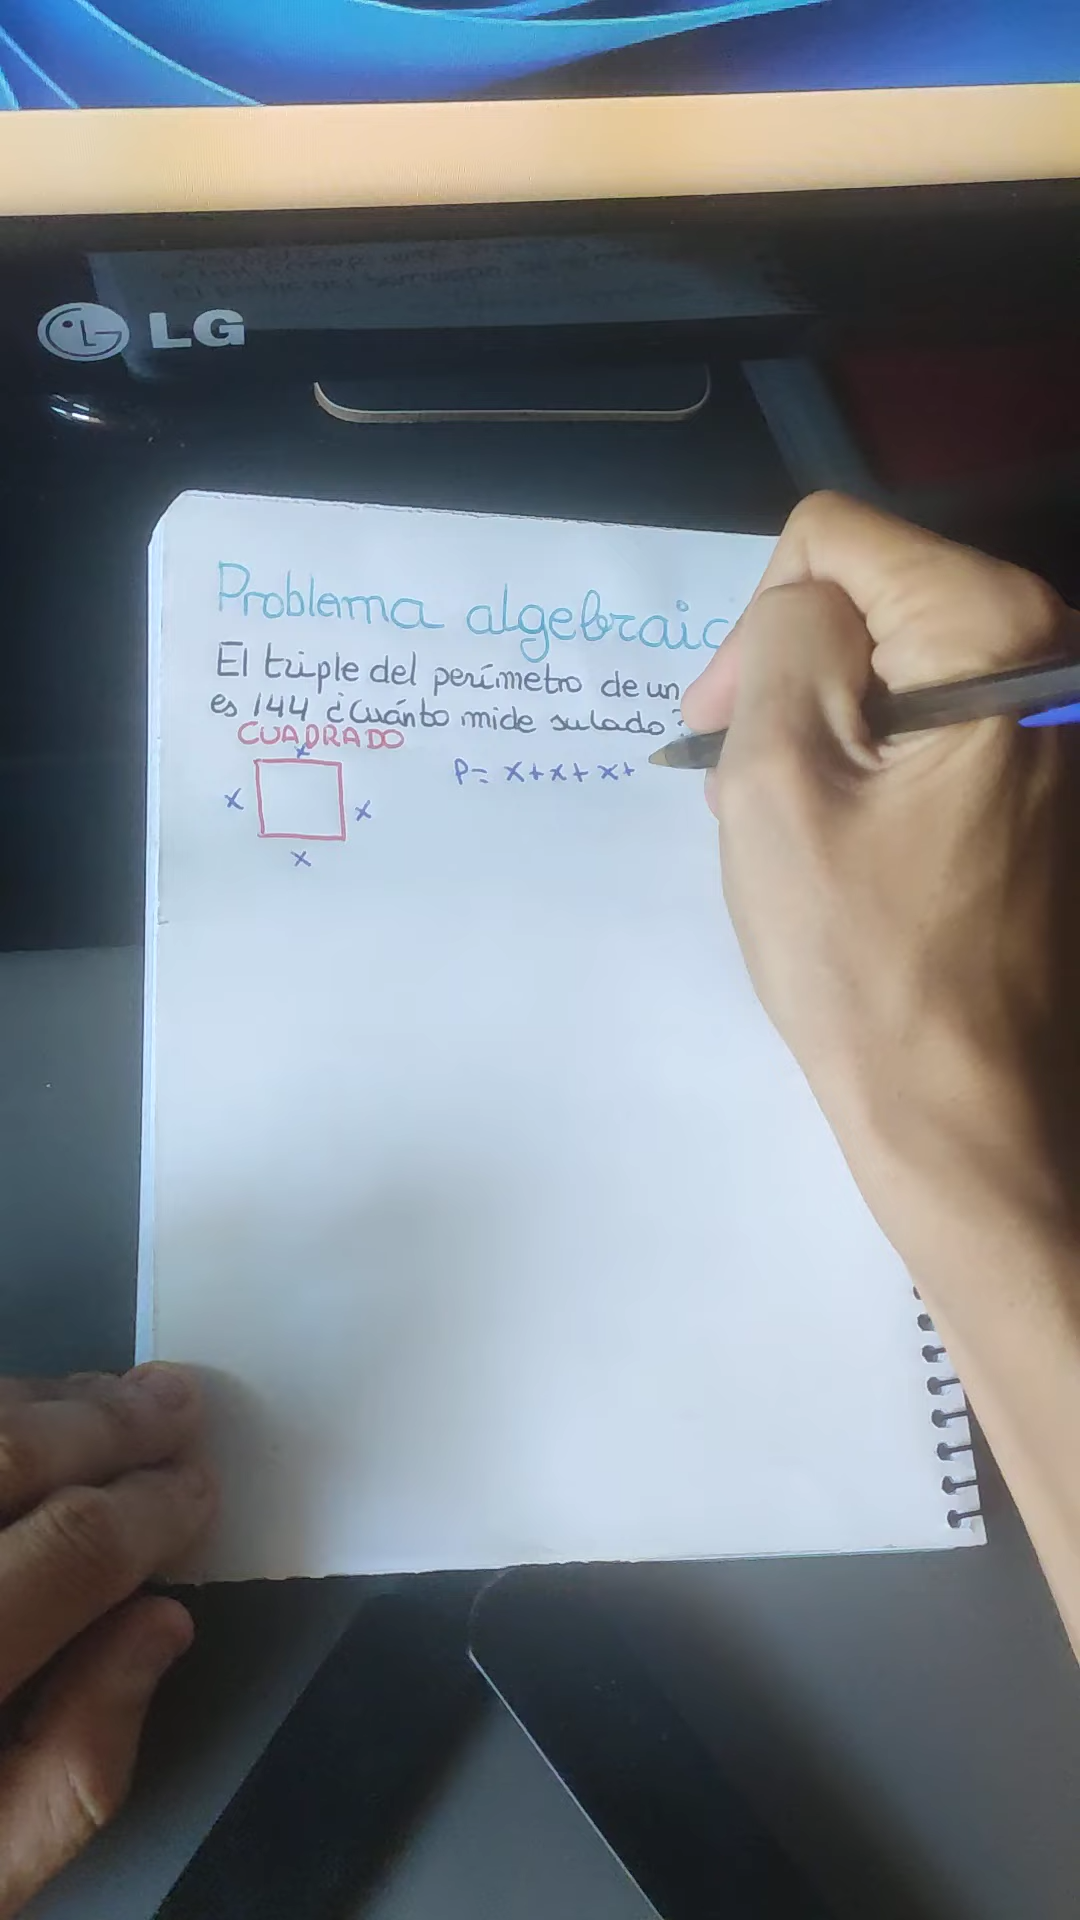 LG
Problema algebraic
El triple del perímetro de un
es 144 ¿Cuánto mide su lado?
CUADRADO
x
P= x+x+x+
x
x
x